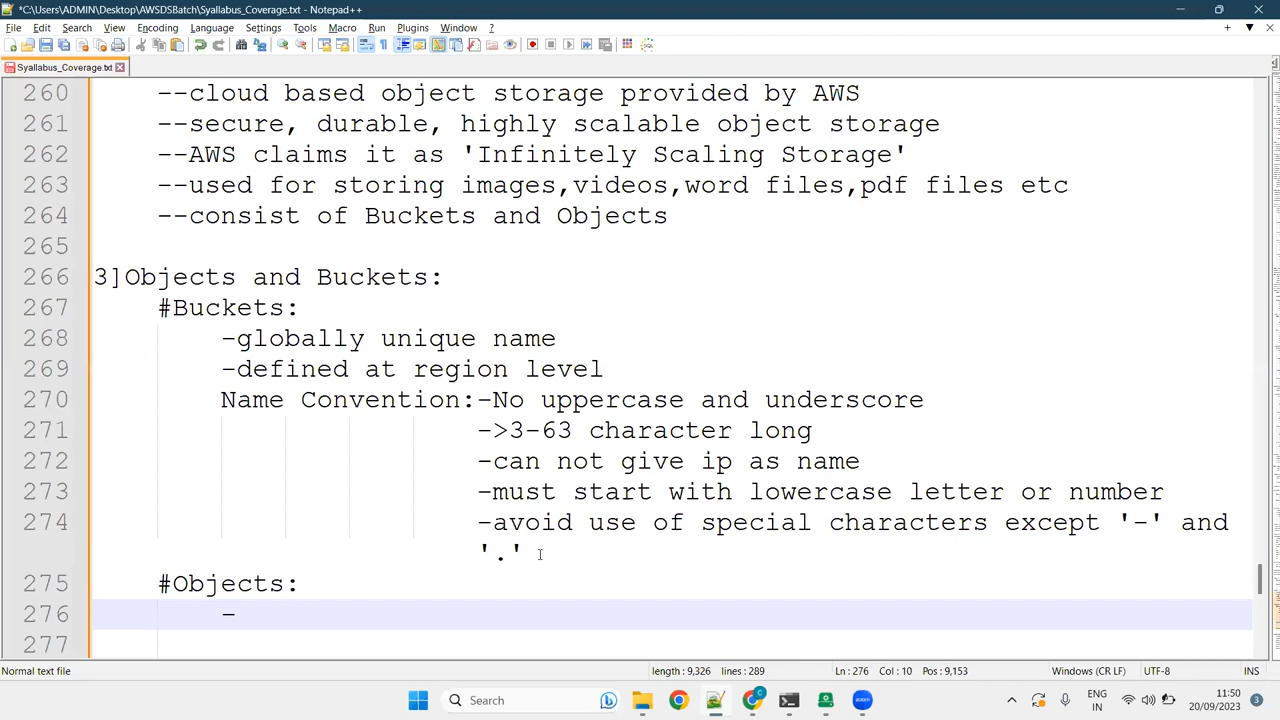 *C:\Users\ADMIN\Desktop\AWSDSBatch\Syallabus_Coverage.txt - Notepad++
File Edit Search View Encoding Language Settings Tools Macro Run Plugins Window ?
Syallabus_Coverage.txt
260 --cloud based object storage provided by AWS
261 --secure, durable, highly scalable object storage
262 --AWS claims it as 'Infinitely Scaling Storage'
263 --used for storing images,videos,word files,pdf files etc
264 --consist of Buckets and Objects
265
266 3]Objects and Buckets:
267 #Buckets:
268 -globally unique name
269 -defined at region level
270 Name Convention:-No uppercase and underscore
271 ->3-63 character long
272 -can not give ip as name
273 -must start with lowercase letter or number
274 -avoid use of special characters except '-' and
'.'
275 #Objects:
276 -
277
Normal text file length : 9,326 lines : 289 Ln : 276 Col : 10 Pos : 9,153 Windows (CR LF) UTF-8 INS
Search ENG IN 11:50 20/09/2023 3